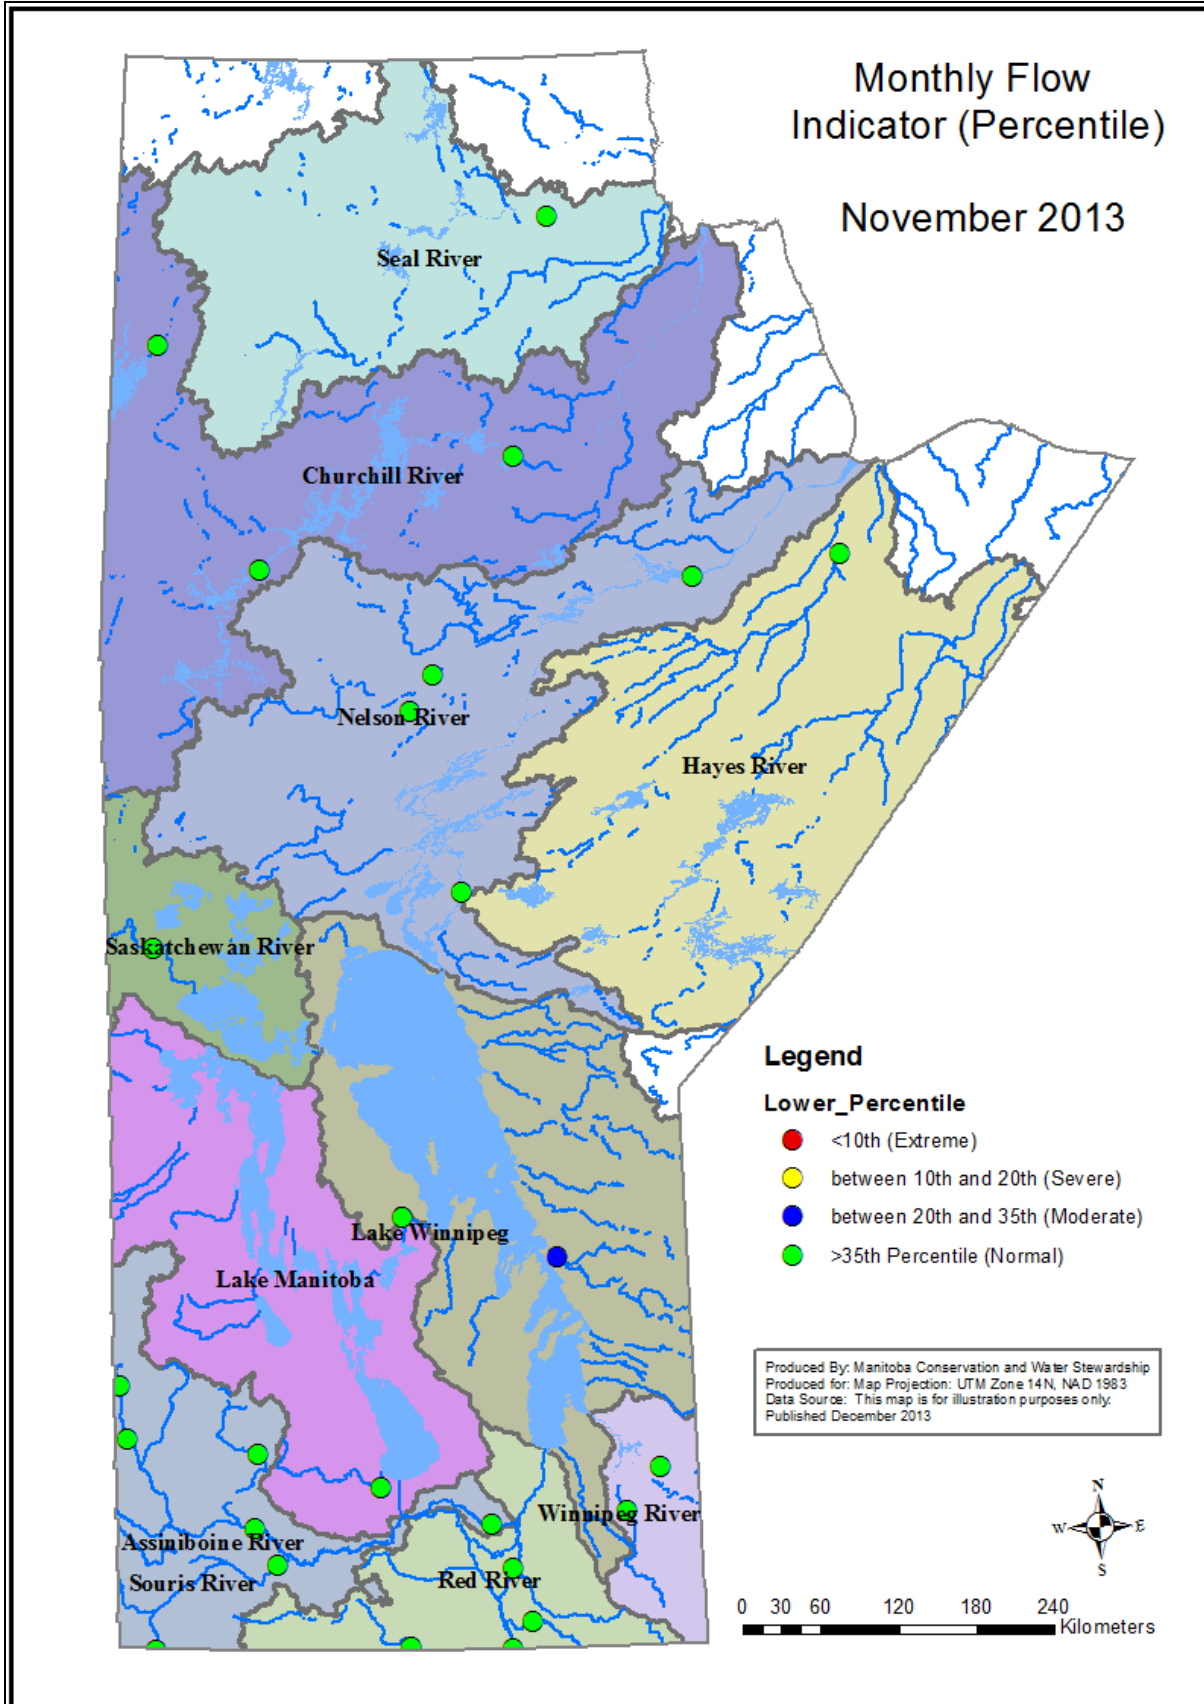 Monthly Flow
Indicator (Percentile)
November 2013
Seal River
Churchill River
Nelson River
Hayes River
Saskatchewan River
Lake Winnipeg
Lake Manitoba
Winnipeg River
Assiniboine River
Souris River
Red River
Legend
Lower_Percentile
<10th (Extreme)
between 10th and 20th (Severe)
between 20th and 35th (Moderate)
>35th Percentile (Normal)
Produced By: Manitoba Conservation and Water Stewardship
Produced for: Map Projection: UTM Zone 14N, NAD 1983
Data Source: This map is for illustration purposes only.
Published December 2013
N
W E
S
0 30 60 120 180 240
Kilometers